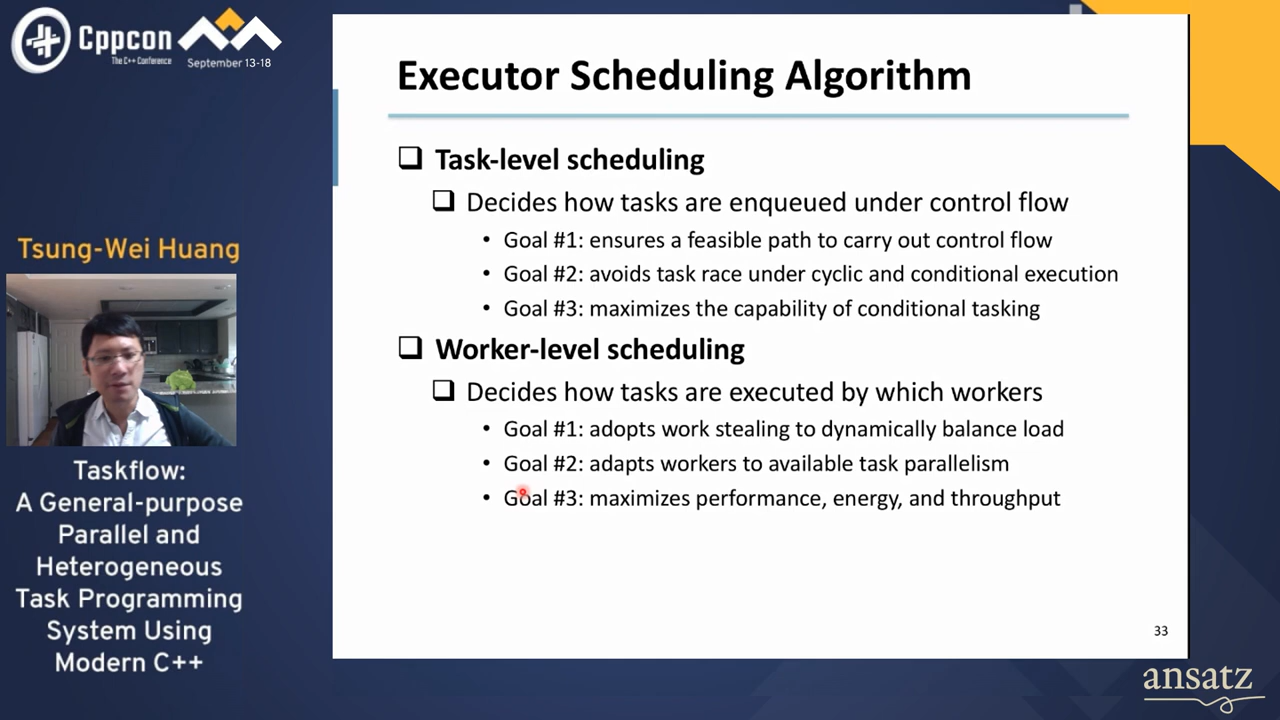 Cppcon
The C++ Conference
September 13-18
Tsung-Wei Huang
Taskflow:
A General-purpose
Parallel and
Heterogeneous
Task Programming
System Using
Modern C++
Executor Scheduling Algorithm
Task-level scheduling
Decides how tasks are enqueued under control flow
• Goal #1: ensures a feasible path to carry out control flow
• Goal #2: avoids task race under cyclic and conditional execution
• Goal #3: maximizes the capability of conditional tasking
Worker-level scheduling
Decides how tasks are executed by which workers
• Goal #1: adopts work stealing to dynamically balance load
• Goal #2: adapts workers to available task parallelism
• Goal #3: maximizes performance, energy, and throughput
33
ansatz